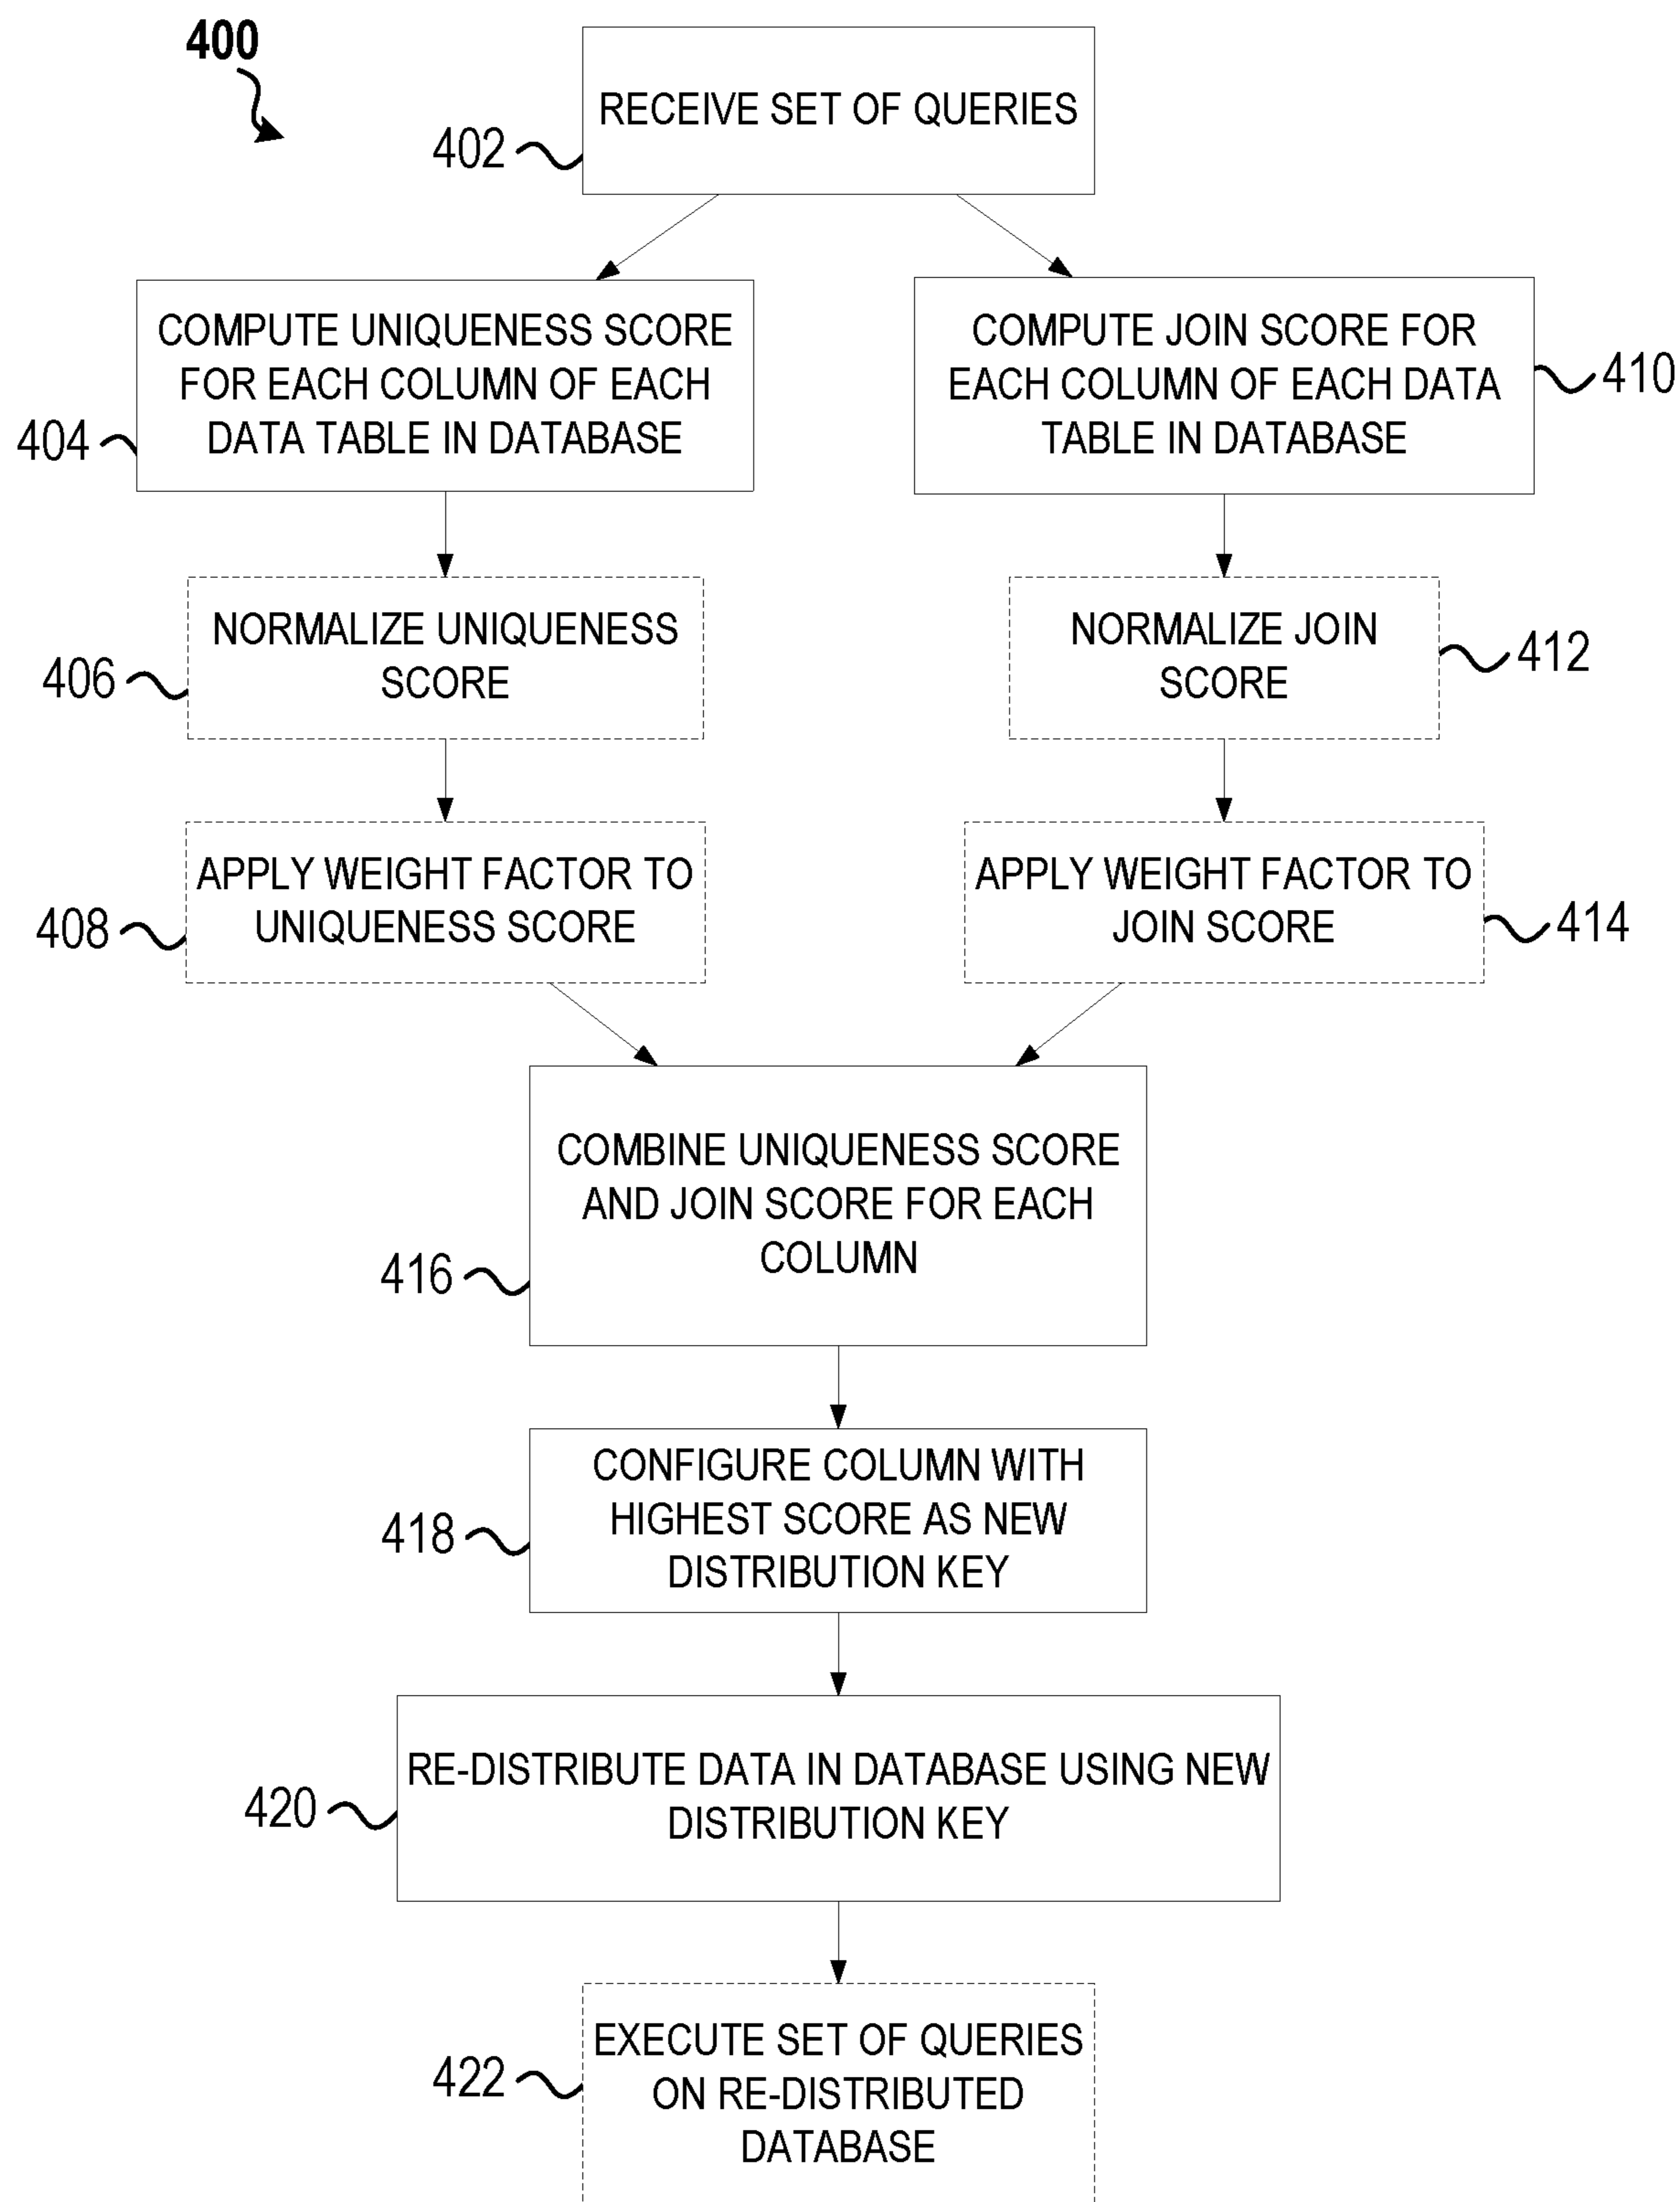 400
RECEIVE SET OF QUERIES
402
COMPUTE UNIQUENESS SCORE
FOR EACH COLUMN OF EACH
DATA TABLE IN DATABASE
404
COMPUTE JOIN SCORE FOR
EACH COLUMN OF EACH DATA
TABLE IN DATABASE
410
NORMALIZE UNIQUENESS
SCORE
406
NORMALIZE JOIN
SCORE
412
APPLY WEIGHT FACTOR TO
UNIQUENESS SCORE
408
APPLY WEIGHT FACTOR TO
JOIN SCORE
414
COMBINE UNIQUENESS SCORE
AND JOIN SCORE FOR EACH
COLUMN
416
CONFIGURE COLUMN WITH
HIGHEST SCORE AS NEW
DISTRIBUTION KEY
418
RE-DISTRIBUTE DATA IN DATABASE USING NEW
DISTRIBUTION KEY
420
EXECUTE SET OF QUERIES
ON RE-DISTRIBUTED
DATABASE
422